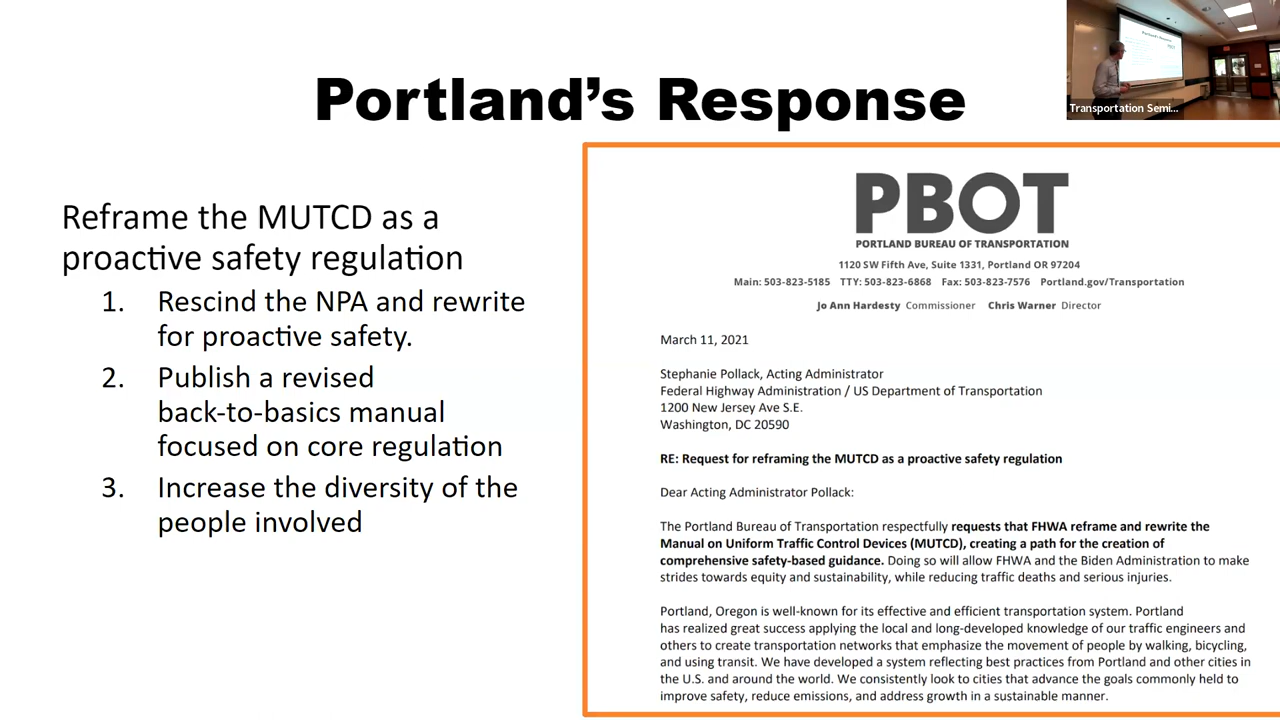 Portland’s Response
Transportation Semi...
Reframe the MUTCD as a
proactive safety regulation
1. Rescind the NPA and rewrite
for proactive safety.
2. Publish a revised
back-to-basics manual
focused on core regulation
3. Increase the diversity of the
people involved
PBOT
PORTLAND BUREAU OF TRANSPORTATION
1120 SW Fifth Ave, Suite 1331, Portland OR 97204
Main: 503-823-5185 TTY: 503-823-6868 Fax: 503-823-7576 Portland.gov/Transportation
Jo Ann Hardesty Commissioner Chris Warner Director
March 11, 2021
Stephanie Pollack, Acting Administrator
Federal Highway Administration / US Department of Transportation
1200 New Jersey Ave S.E.
Washington, DC 20590
RE: Request for reframing the MUTCD as a proactive safety regulation
Dear Acting Administrator Pollack:
The Portland Bureau of Transportation respectfully requests that FHWA reframe and rewrite the
Manual on Uniform Traffic Control Devices (MUTCD), creating a path for the creation of
comprehensive safety-based guidance. Doing so will allow FHWA and the Biden Administration to make
strides towards equity and sustainability, while reducing traffic deaths and serious injuries.
Portland, Oregon is well-known for its effective and efficient transportation system. Portland
has realized great success applying the local and long-developed knowledge of our traffic engineers and
others to create transportation networks that emphasize the movement of people by walking, bicycling,
and using transit. We have developed a system reflecting best practices from Portland and other cities in
the U.S. and around the world. We consistently look to cities that advance the goals commonly held to
improve safety, reduce emissions, and address growth in a sustainable manner.